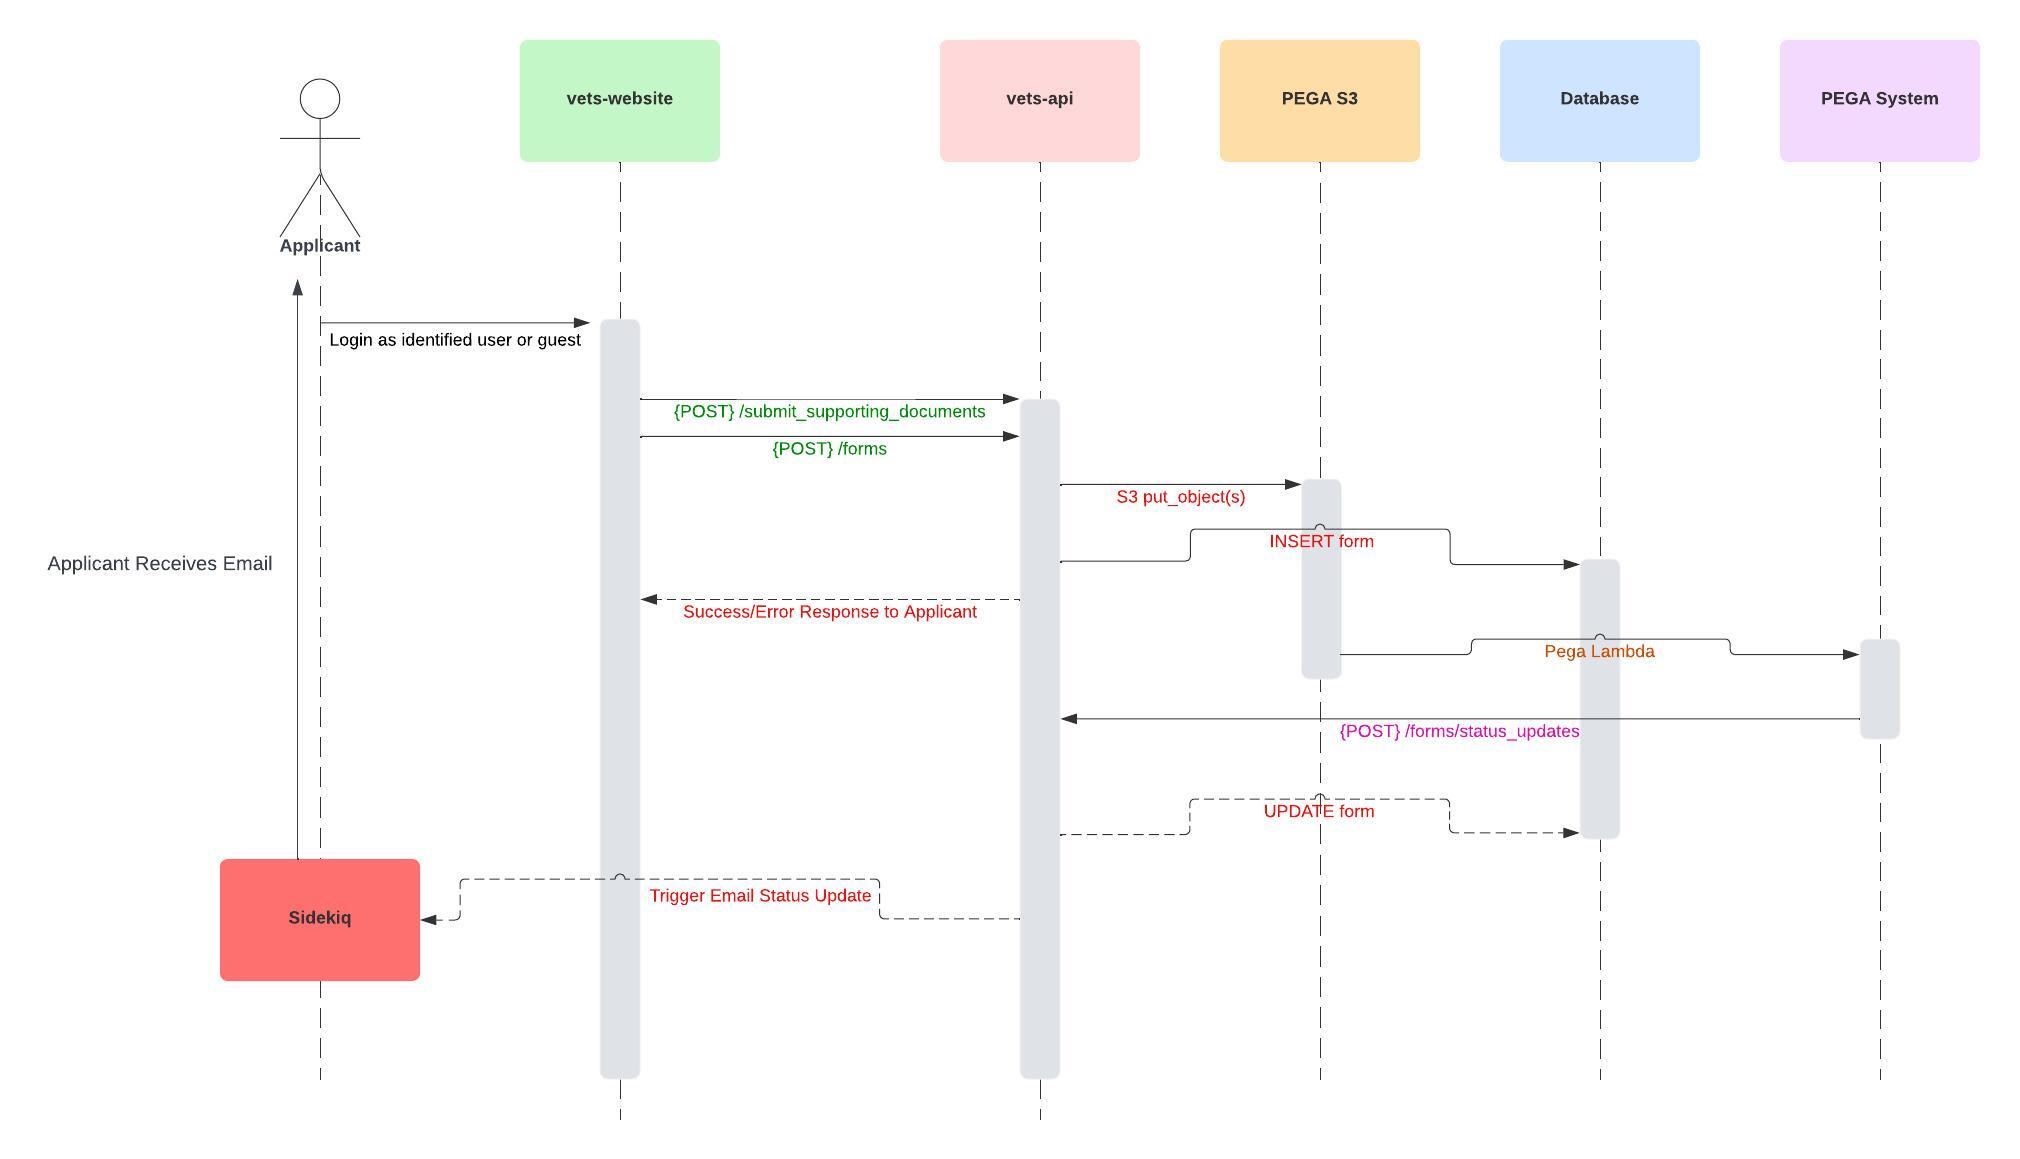 vets-website
vets-api
PEGA S3
Database
PEGA System
Applicant
Login as identified user or guest
{POST} /submit_supporting_documents
{POST} /forms
S3 put_object(s)
INSERT form
Applicant Receives Email
Success/Error Response to Applicant
Pega Lambda
{POST} /forms/status_updates
UPDATE form
Trigger Email Status Update
Sidekiq